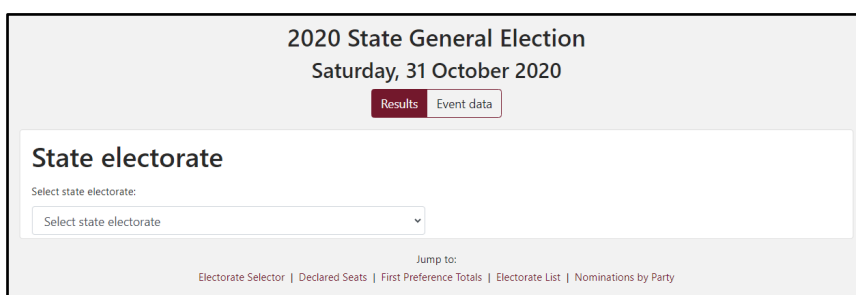 2020 State General Election
Saturday, 31 October 2020
Results Event data
State electorate
Select state electorate:
Select state electorate
Jump to:
Electorate Selector | Declared Seats | First Preference Totals | Electorate List | Nominations by Party